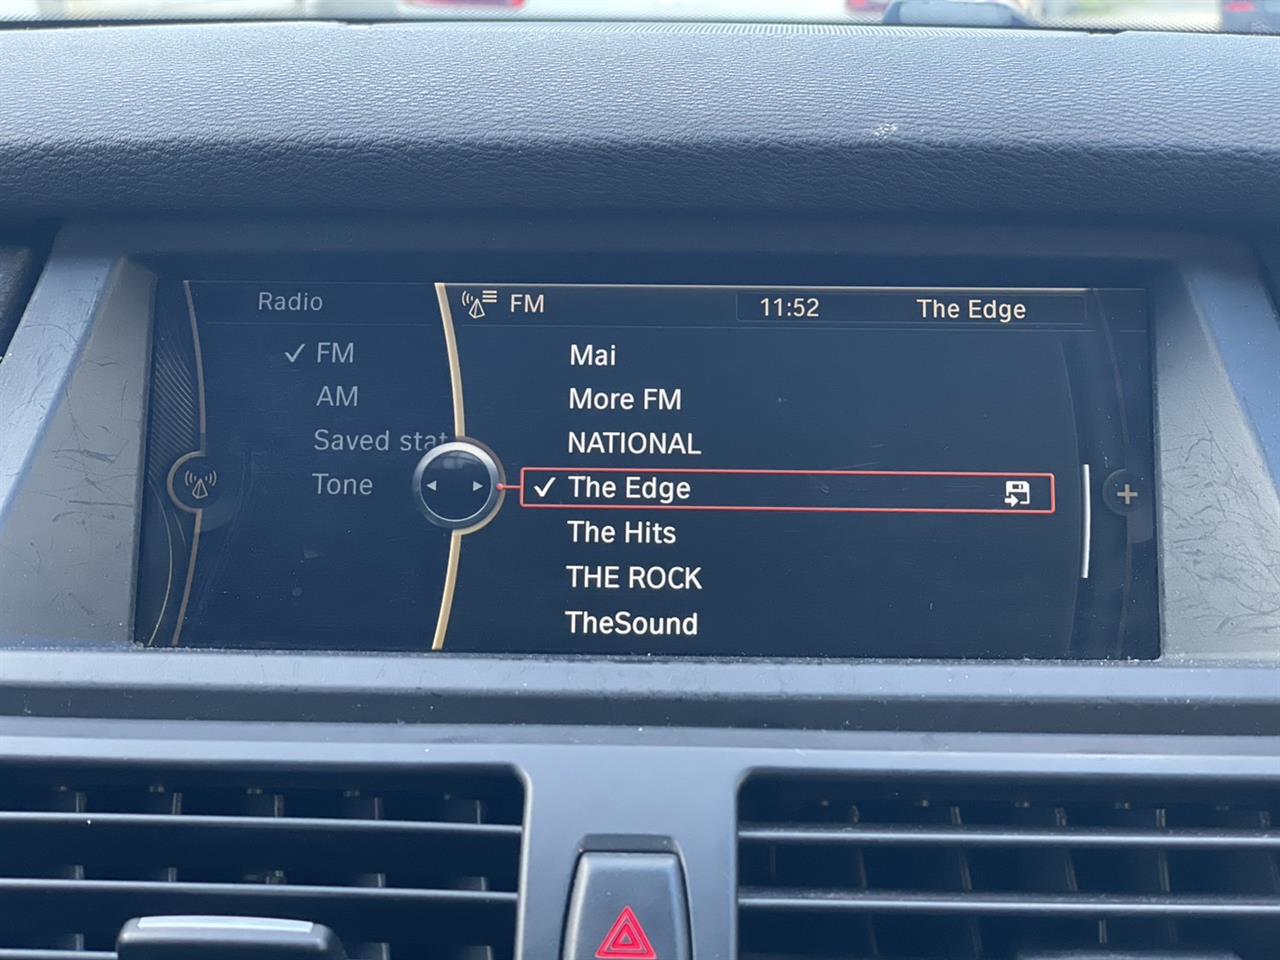 Radio
FM 11:52 The Edge
FM
AM
Saved stat
Tone
Mai
More FM
NATIONAL
The Edge
The Hits
THE ROCK
TheSound